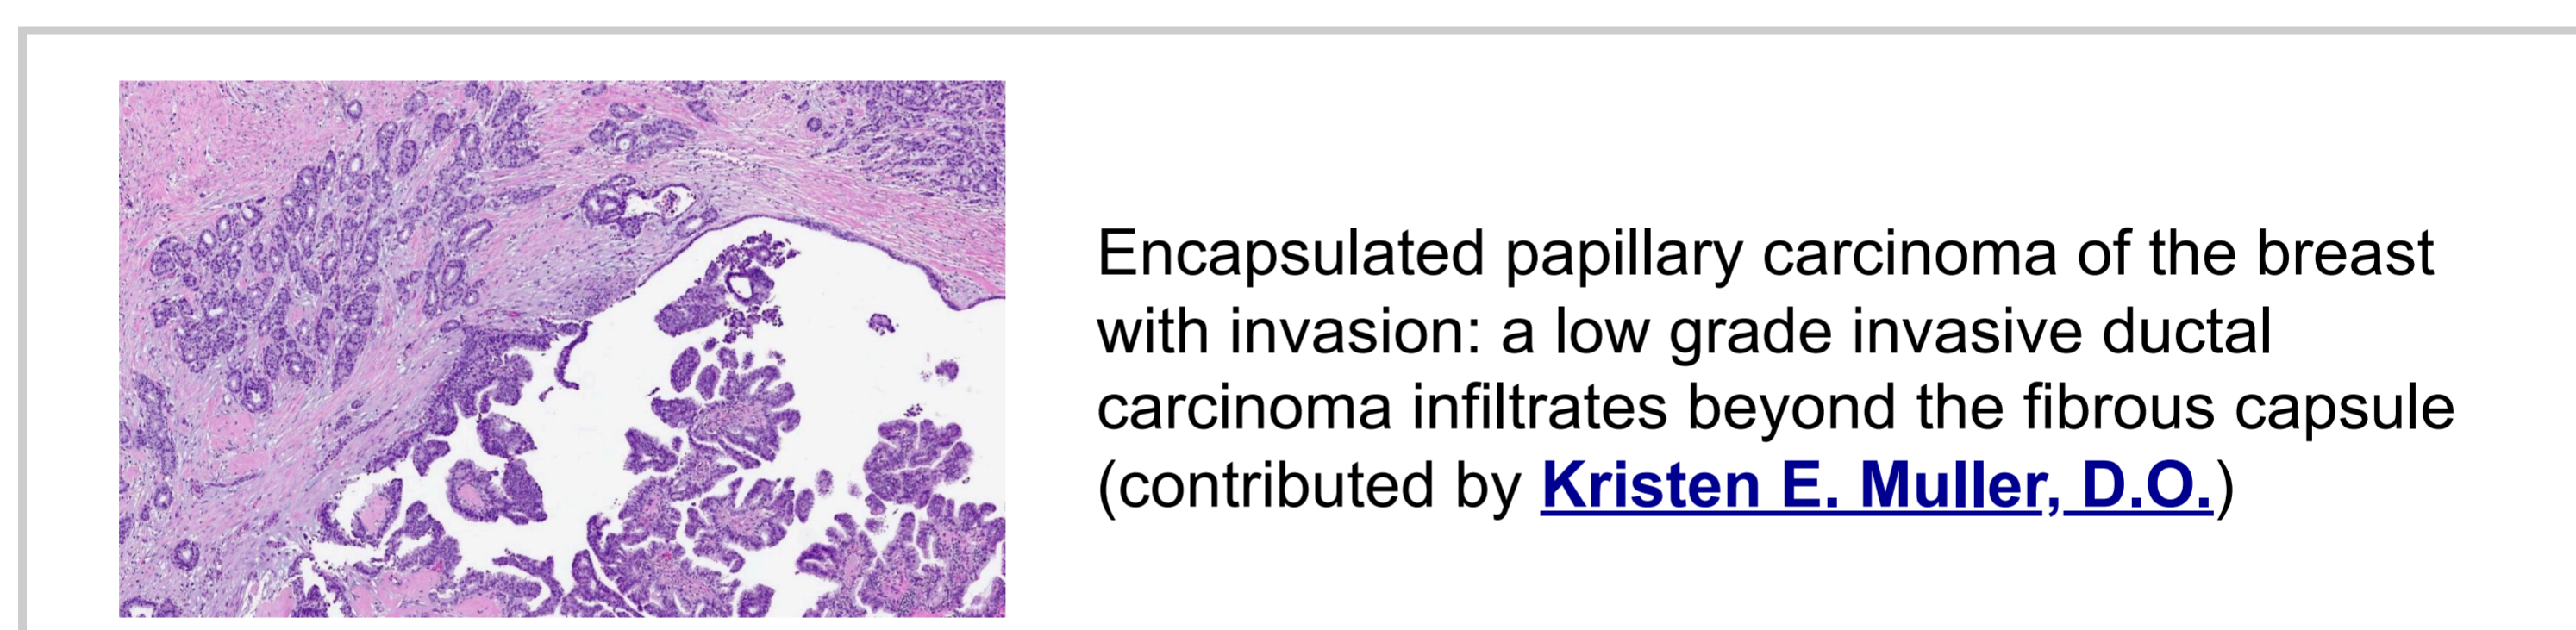 Encapsulated papillary carcinoma of the breast
with invasion: a low grade invasive ductal
carcinoma infiltrates beyond the fibrous capsule
(contributed by Kristen E. Muller, D.O.)